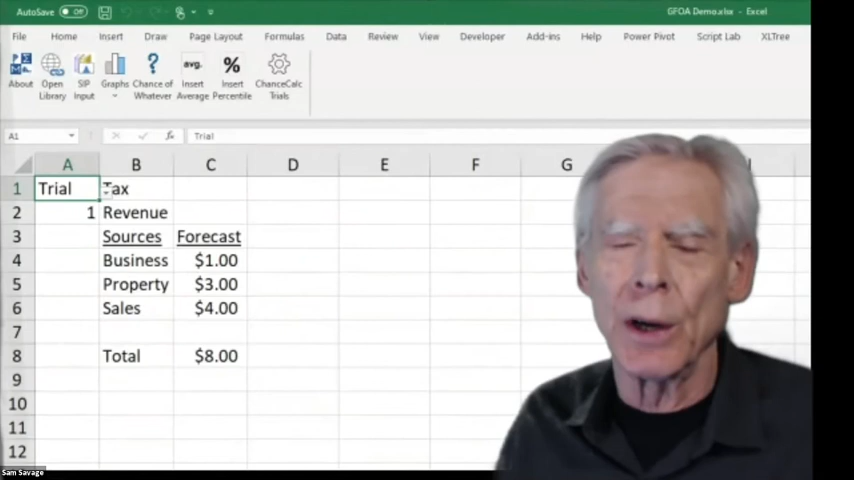 AutoSave Off GFOA Demo.xlsx - Excel
File Home Insert Draw Page Layout Formulas Data Review View Developer Add-ins Help Power Pivot Script Lab XLTree
avg. %
About Open Library SIP Input Graphs Chance of Whatever Insert Average Insert Percentile ChanceCalc Trials
A1 fx Trial
A B C D E F G
1 Trial Tax
2 1 Revenue
3 Sources Forecast
4 Business $1.00
5 Property $3.00
6 Sales $4.00
7
8 Total $8.00
9
10
11
12
Sam Savage